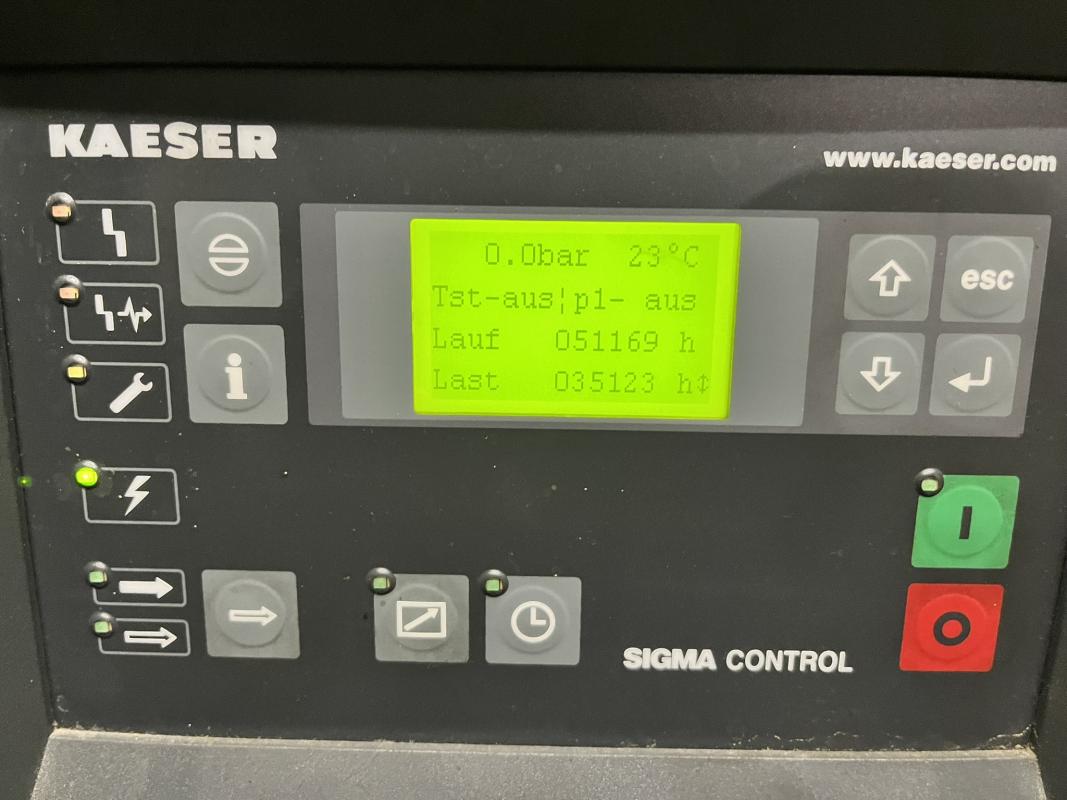 KAESER
www.kaeser.com
0.0bar 23°C
Tst-aus¦p1- aus
Lauf 051169 h
Last 035123 h↕
esc
i
I
O
SIGMA CONTROL